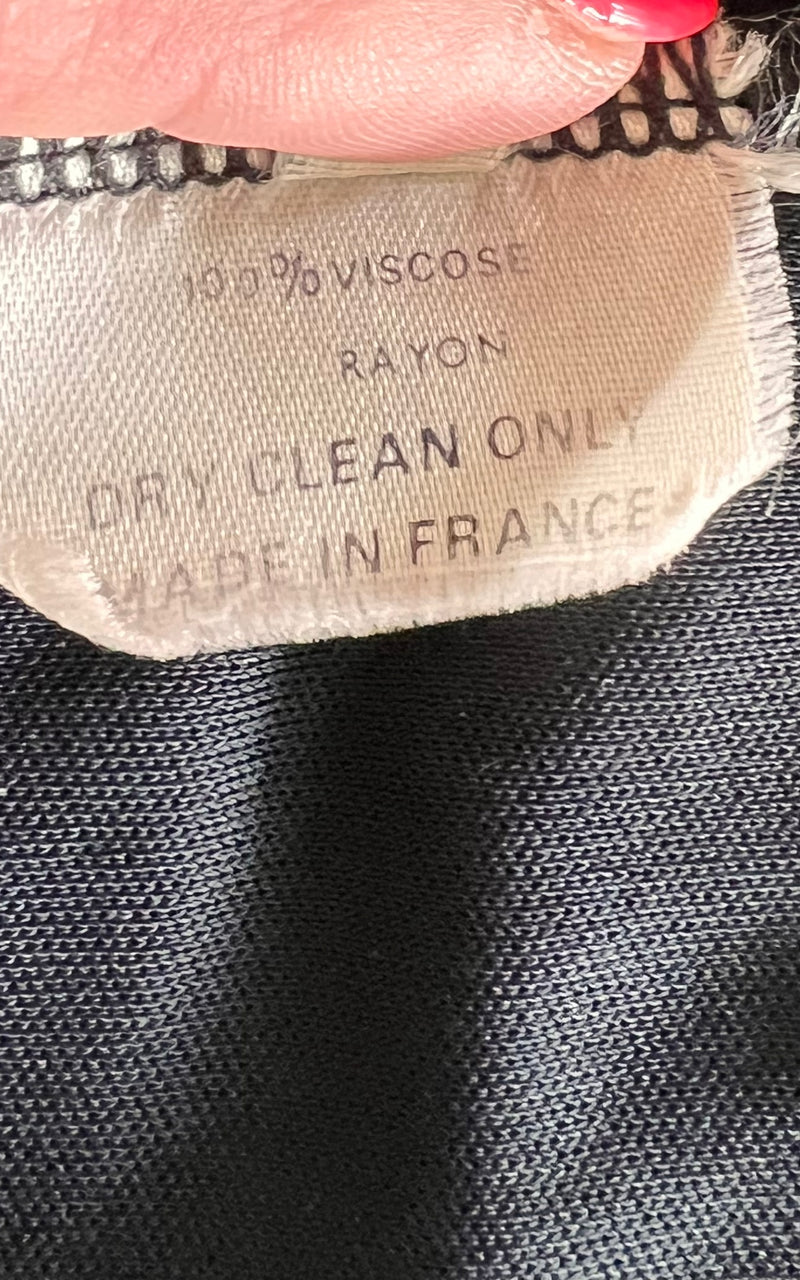 100% VISCOSE
RAYON
DRY CLEAN ONLY
MADE IN FRANCE